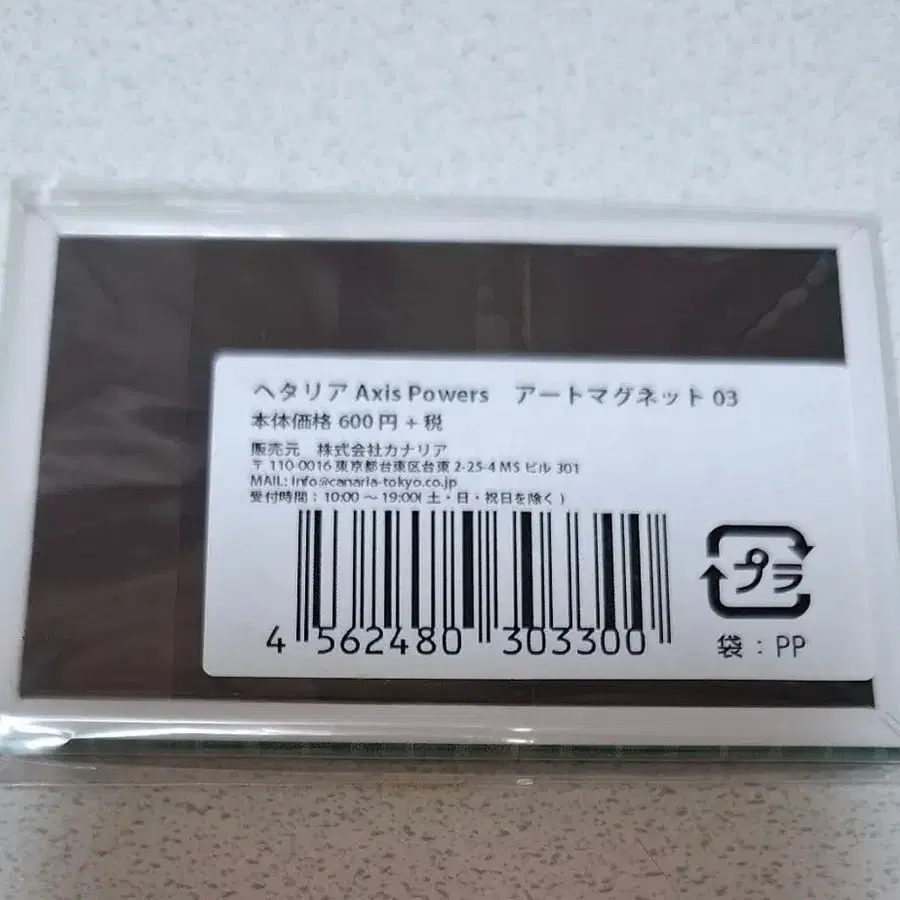 ヘタリア Axis Powers　アートマグネット 03
本体価格 600 円 + 税
販売元　株式会社カナリア
〒 110-0016 東京都台東区台東 2-25-4 MS ビル 301
MAIL: info@canaria-tokyo.co.jp
受付時間：10:00 ～ 19:00( 土・日・祝日を除く )
4 562480 303300
プラ
袋：PP